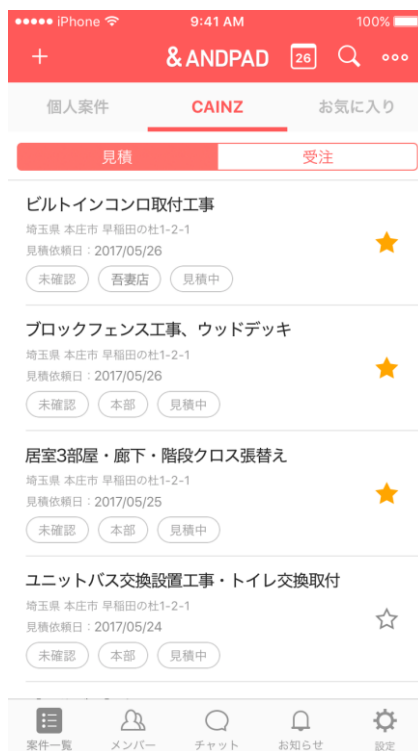 iPhone 9:41 AM 100%
+ & ANDPAD 26
個人案件 CAINZ お気に入り
見積 受注
ビルトインコンロ取付工事
埼玉県 本庄市 早稲田の杜1-2-1
見積依頼日：2017/05/26
未確認 吾妻店 見積中
ブロックフェンス工事、ウッドデッキ
埼玉県 本庄市 早稲田の杜1-2-1
見積依頼日：2017/05/26
未確認 本部 見積中
居室3部屋・廊下・階段クロス張替え
埼玉県 本庄市 早稲田の杜1-2-1
見積依頼日：2017/05/25
未確認 本部 見積中
ユニットバス交換設置工事・トイレ交換取付
埼玉県 本庄市 早稲田の杜1-2-1
見積依頼日：2017/05/24
未確認 本部 見積中
案件一覧 メンバー チャット お知らせ 設定